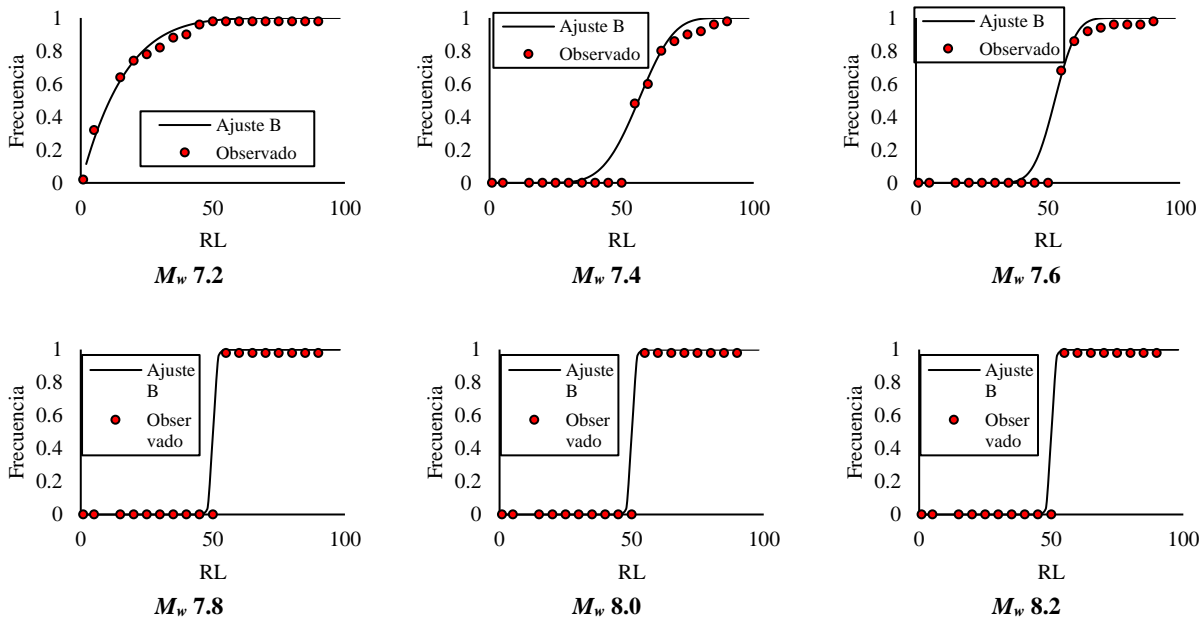 1
0.8
0.6
0.4
0.2
0
Frecuencia
Ajuste B
Observado
0 50 100
RL
M_w 7.2
Ajuste B
Observado
0 50 100
RL
1
0.8
0.6
0.4
0.2
0
Frecuencia
M_w 7.4
Ajuste B
Observado
0 50 100
RL
1
0.8
0.6
0.4
0.2
0
Frecuencia
M_w 7.6
1
0.8
0.6
0.4
0.2
0
Frecuencia
Ajuste
B
Obser
vado
0 50 100
RL
M_w 7.8
1
0.8
0.6
0.4
0.2
0
Frecuencia
Ajuste
B
Obser
vado
0 50 100
RL
M_w 8.0
1
0.8
0.6
0.4
0.2
0
Frecuencia
Ajuste
B
Obser
vado
0 50 100
RL
M_w 8.2